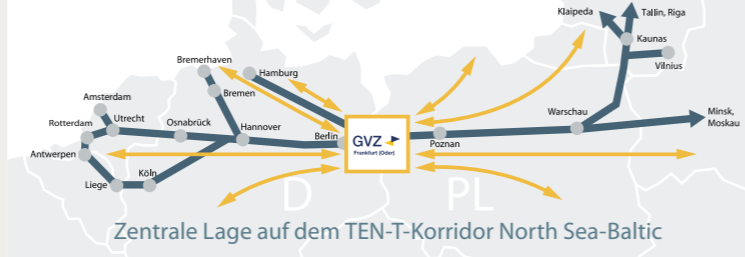 Klaipeda
Tallin, Riga
Kaunas
Vilnius
Bremerhaven
Hamburg
Bremen
Amsterdam
Utrecht
Rotterdam
Osnabrück
Hannover
Berlin
GVZ
Frankfurt (Oder)
Poznan
Warschau
Minsk,
Moskau
Antwerpen
Liege
Köln
D
PL
Zentrale Lage auf dem TEN-T-Korridor North Sea-Baltic